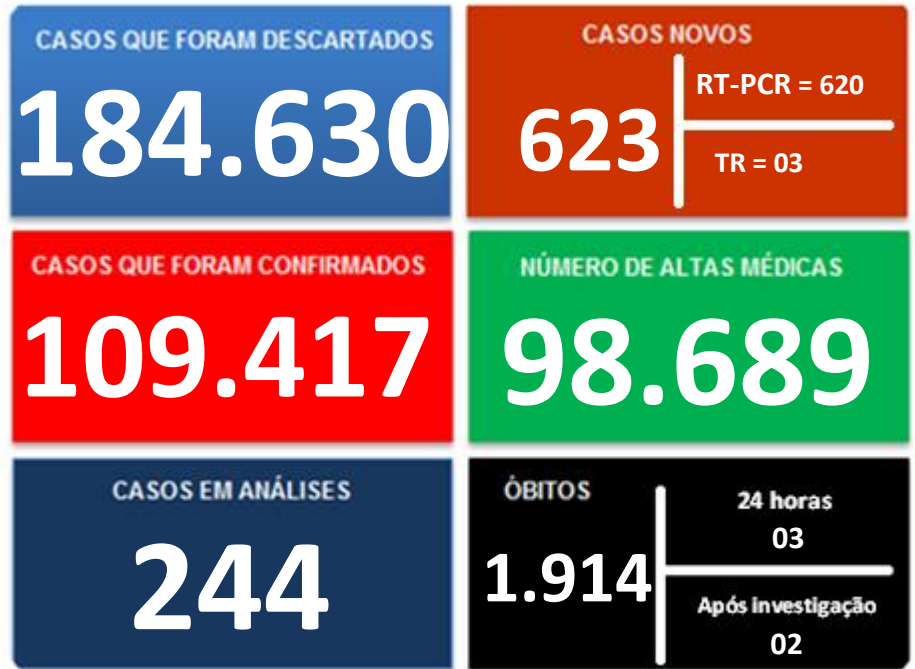 CASOS QUE FORAM DESCARTADOS
184.630
CASOS NOVOS
623
RT-PCR = 620
TR = 03
CASOS QUE FORAM CONFIRMADOS
109.417
NÚMERO DE ALTAS MÉDICAS
98.689
CASOS EM ANÁLISES
244
ÓBITOS
1.914
24 horas
03
Após investigação
02